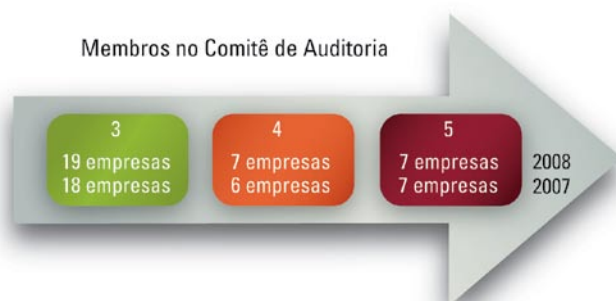 Membros no Comitê de Auditoria
3
19 empresas
18 empresas
4
7 empresas
6 empresas
5
7 empresas
7 empresas
2008
2007